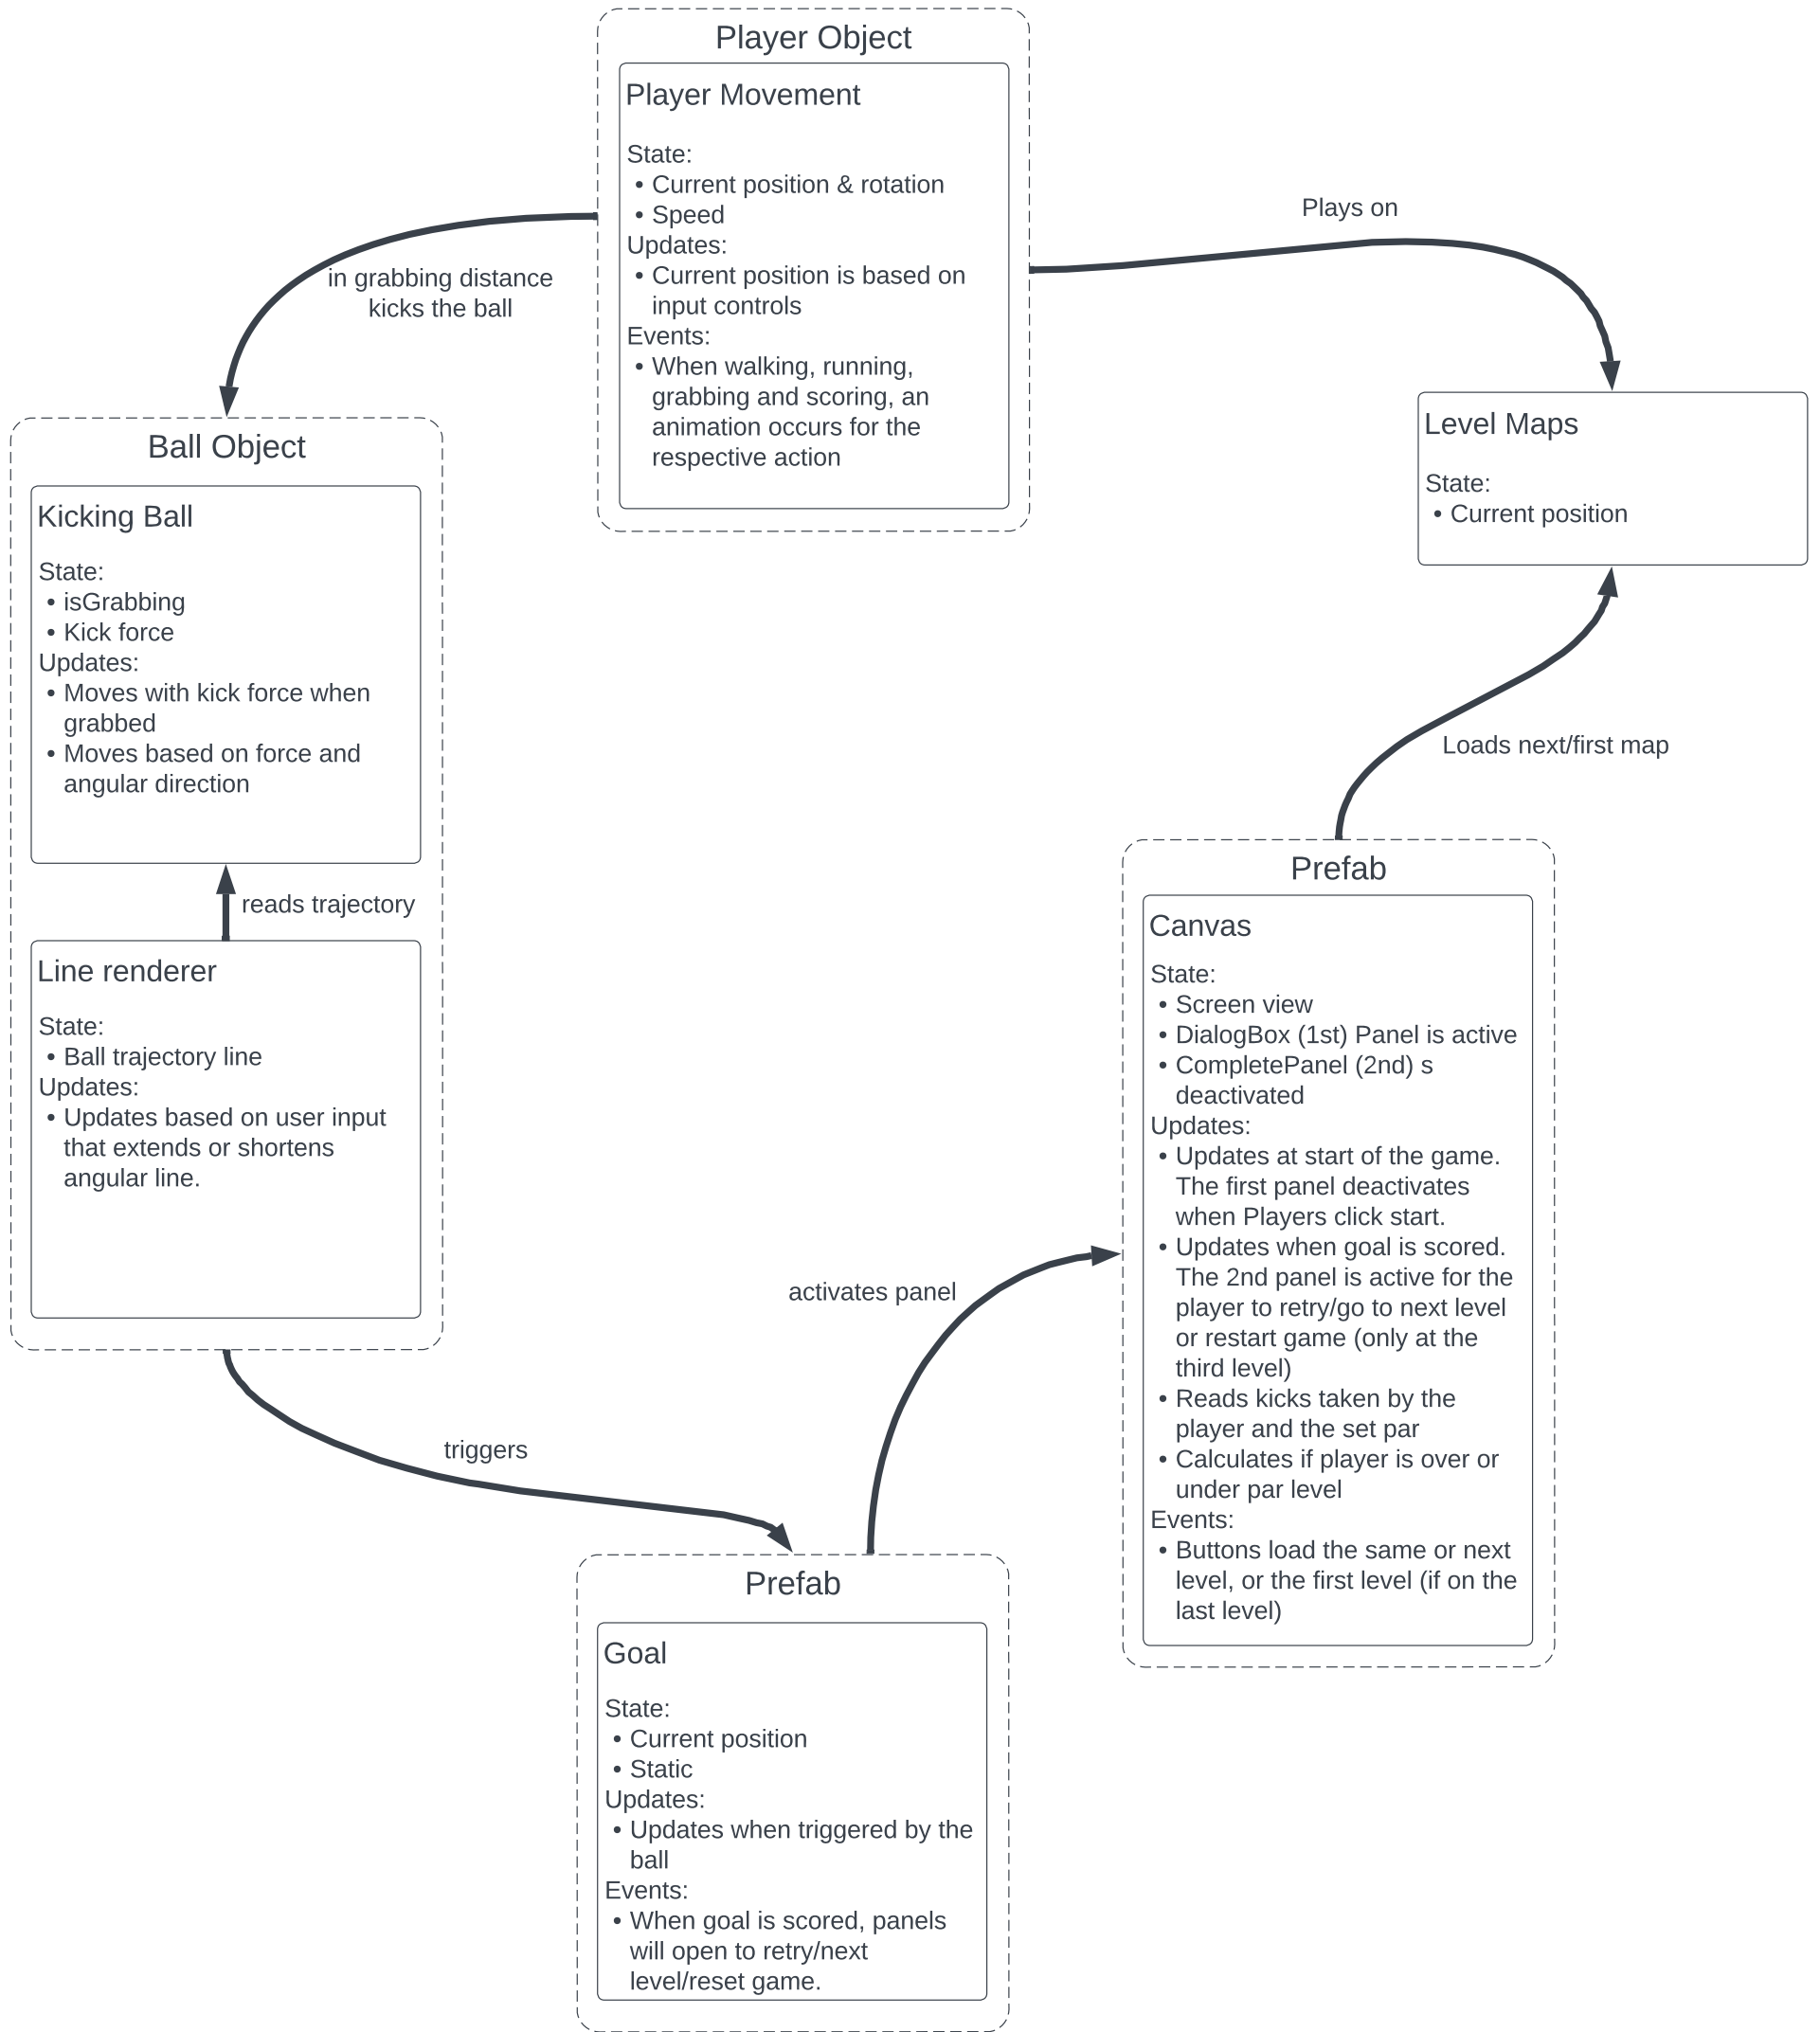 Player Object
Player Movement
State:
• Current position & rotation
• Speed
Updates:
• Current position is based on
input controls
Events:
• When walking, running,
grabbing and scoring, an
animation occurs for the
respective action
Plays on
in grabbing distance
kicks the ball
Level Maps
State:
• Current position
Ball Object
Kicking Ball
State:
• isGrabbing
• Kick force
Updates:
• Moves with kick force when
grabbed
• Moves based on force and
angular direction
reads trajectory
Line renderer
State:
• Ball trajectory line
Updates:
• Updates based on user input
that extends or shortens
angular line.
Loads next/first map
Prefab
Canvas
State:
• Screen view
• DialogBox (1st) Panel is active
• CompletePanel (2nd) s
deactivated
Updates:
• Updates at start of the game.
The first panel deactivates
when Players click start.
• Updates when goal is scored.
The 2nd panel is active for the
player to retry/go to next level
or restart game (only at the
third level)
• Reads kicks taken by the
player and the set par
• Calculates if player is over or
under par level
Events:
• Buttons load the same or next
level, or the first level (if on the
last level)
activates panel
triggers
Prefab
Goal
State:
• Current position
• Static
Updates:
• Updates when triggered by the
ball
Events:
• When goal is scored, panels
will open to retry/next
level/reset game.